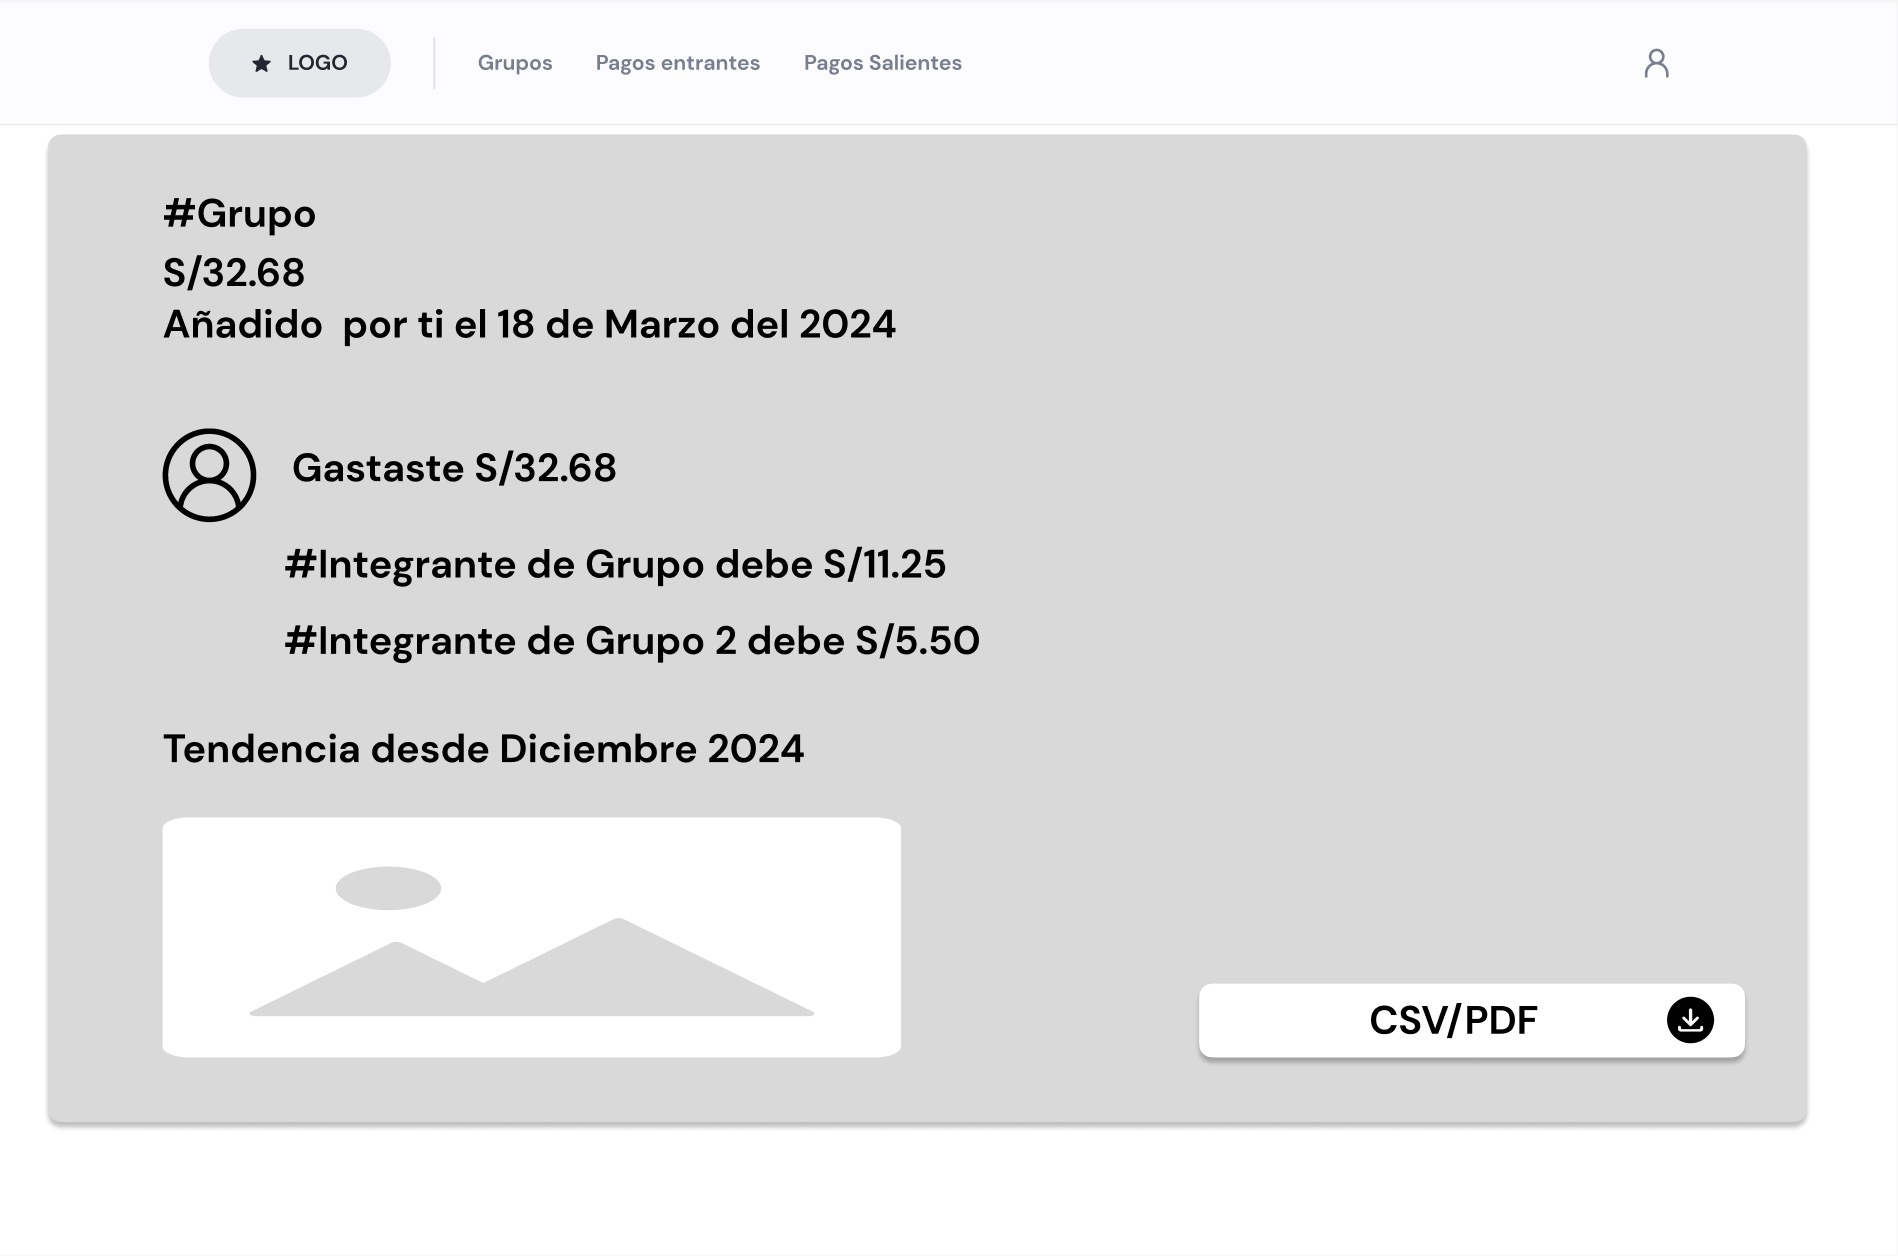 LOGO
Grupos
Pagos entrantes
Pagos Salientes
#Grupo
S/32.68
Añadido  por ti el 18 de Marzo del 2024
Gastaste S/32.68
#Integrante de Grupo debe S/11.25
#Integrante de Grupo 2 debe S/5.50
Tendencia desde Diciembre 2024
CSV/PDF